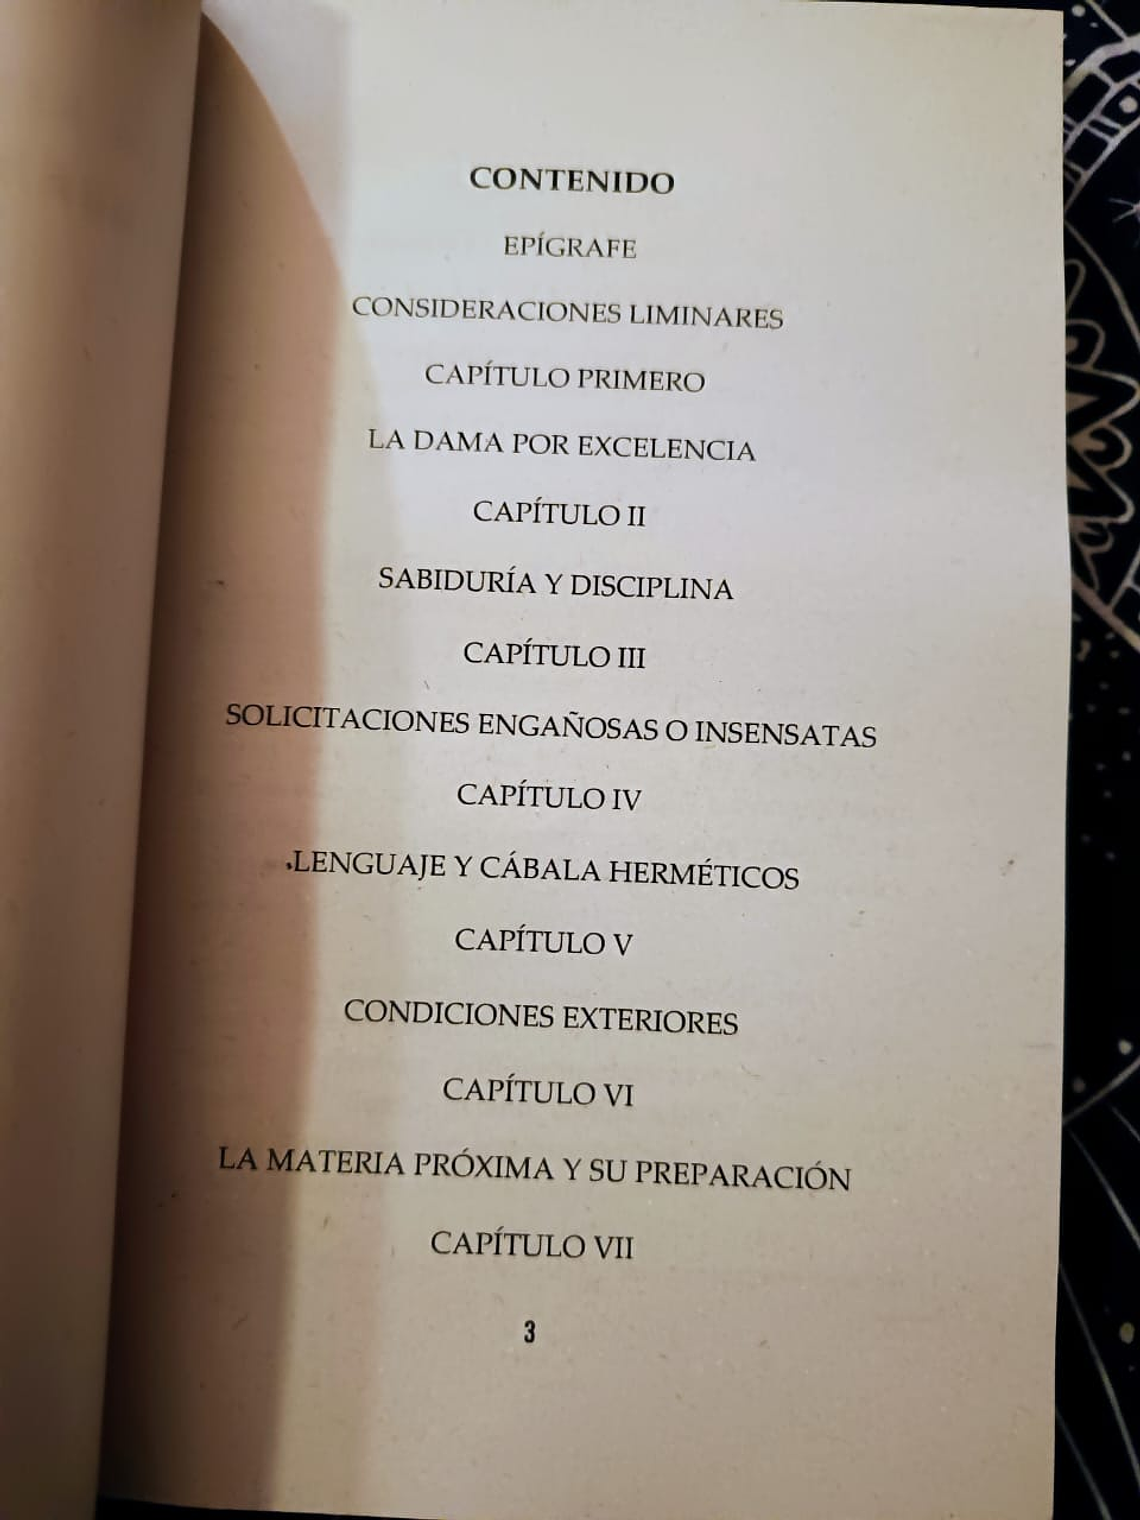 CONTENIDO
EPÍGRAFE
CONSIDERACIONES LIMINARES
CAPÍTULO PRIMERO
LA DAMA POR EXCELENCIA
CAPÍTULO II
SABIDURÍA Y DISCIPLINA
CAPÍTULO III
SOLICITACIONES ENGAÑOSAS O INSENSATAS
CAPÍTULO IV
LENGUAJE Y CÁBALA HERMÉTICOS
CAPÍTULO V
CONDICIONES EXTERIORES
CAPÍTULO VI
LA MATERIA PRÓXIMA Y SU PREPARACIÓN
CAPÍTULO VII
3